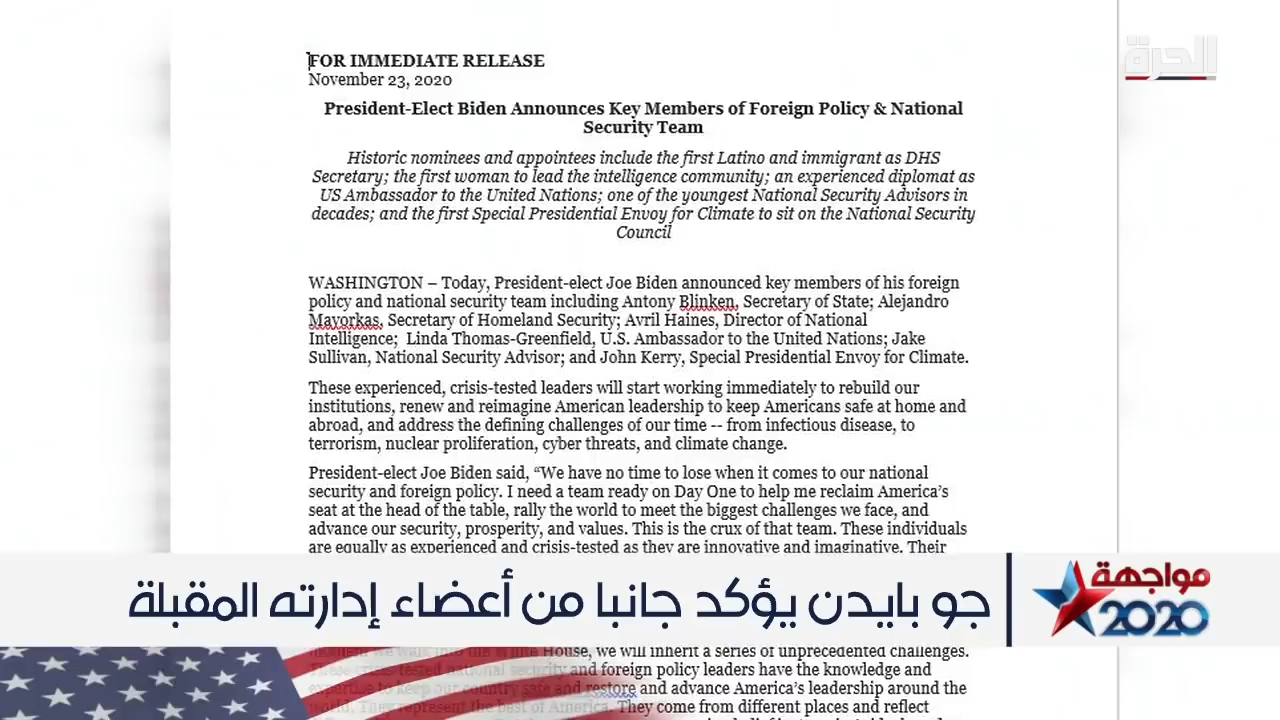 الحرة
FOR IMMEDIATE RELEASE
November 23, 2020
President-Elect Biden Announces Key Members of Foreign Policy & National
Security Team
Historic nominees and appointees include the first Latino and immigrant as DHS
Secretary; the first woman to lead the intelligence community; an experienced diplomat as
US Ambassador to the United Nations; one of the youngest National Security Advisors in
decades; and the first Special Presidential Envoy for Climate to sit on the National Security
Council
WASHINGTON – Today, President-elect Joe Biden announced key members of his foreign
policy and national security team including Antony Blinken, Secretary of State; Alejandro
Mayorkas, Secretary of Homeland Security; Avril Haines, Director of National
Intelligence; Linda Thomas-Greenfield, U.S. Ambassador to the United Nations; Jake
Sullivan, National Security Advisor; and John Kerry, Special Presidential Envoy for Climate.
These experienced, crisis-tested leaders will start working immediately to rebuild our
institutions, renew and reimagine American leadership to keep Americans safe at home and
abroad, and address the defining challenges of our time -- from infectious disease, to
terrorism, nuclear proliferation, cyber threats, and climate change.
President-elect Joe Biden said, “We have no time to lose when it comes to our national
security and foreign policy. I need a team ready on Day One to help me reclaim America’s
seat at the head of the table, rally the world to meet the biggest challenges we face, and
advance our security, prosperity, and values. This is the crux of that team. These individuals
are equally as experienced and crisis-tested as they are innovative and imaginative. Their
مواجهة
2020
جو بايدن يؤكد جانبا من أعضاء إدارته المقبلة
House, we will inherit a series of unprecedented challenges.
These crisis-tested national security and foreign policy leaders have the knowledge and
expertise to keep our country safe and restore and advance America’s leadership around the
world. They represent the best of America. They come from different places and reflect